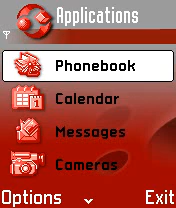 Applications
Phonebook
Calendar
Messages
Cameras
Options Exit